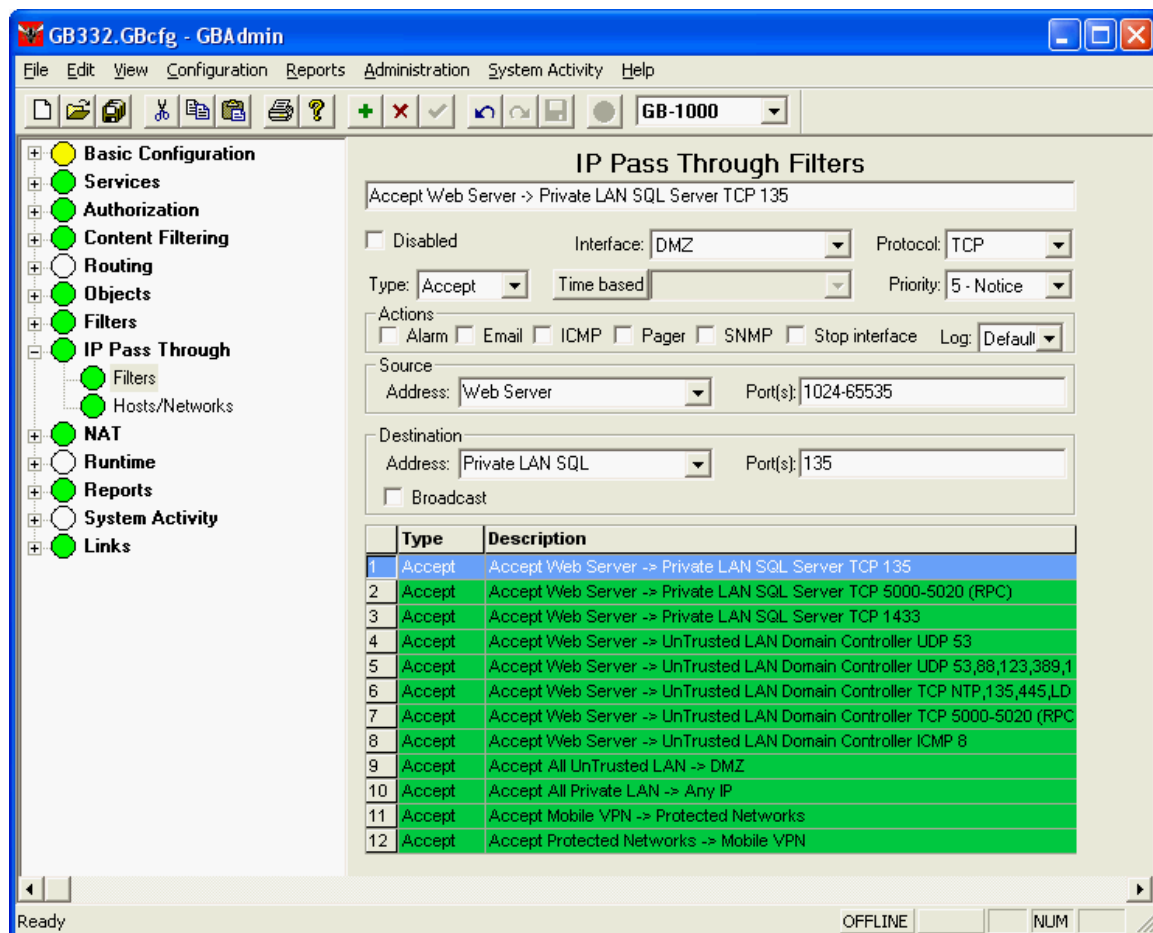 GB332.GBcfg - GBAdmin
File Edit View Configuration Reports Administration System Activity Help
GB-1000
Basic Configuration
Services
Authorization
Content Filtering
Routing
Objects
Filters
IP Pass Through
Filters
Hosts/Networks
NAT
Runtime
Reports
System Activity
Links
IP Pass Through Filters
Accept Web Server -> Private LAN SQL Server TCP 135
Disabled Interface: DMZ Protocol: TCP
Type: Accept Time based Priority: 5 - Notice
Actions
Alarm Email ICMP Pager SNMP Stop interface Log: Default
Source
Address: Web Server Port(s): 1024-65535
Destination
Address: Private LAN SQL Port(s): 135
Broadcast
Type Description
1 Accept Accept Web Server -> Private LAN SQL Server TCP 135
2 Accept Accept Web Server -> Private LAN SQL Server TCP 5000-5020 (RPC)
3 Accept Accept Web Server -> Private LAN SQL Server TCP 1433
4 Accept Accept Web Server -> UnTrusted LAN Domain Controller UDP 53
5 Accept Accept Web Server -> UnTrusted LAN Domain Controller UDP 53,88,123,389,1
6 Accept Accept Web Server -> UnTrusted LAN Domain Controller TCP NTP,135,445,LD
7 Accept Accept Web Server -> UnTrusted LAN Domain Controller TCP 5000-5020 (RPC
8 Accept Accept Web Server -> UnTrusted LAN Domain Controller ICMP 8
9 Accept Accept All UnTrusted LAN -> DMZ
10 Accept Accept All Private LAN -> Any IP
11 Accept Accept Mobile VPN -> Protected Networks
12 Accept Accept Protected Networks -> Mobile VPN
Ready OFFLINE NUM